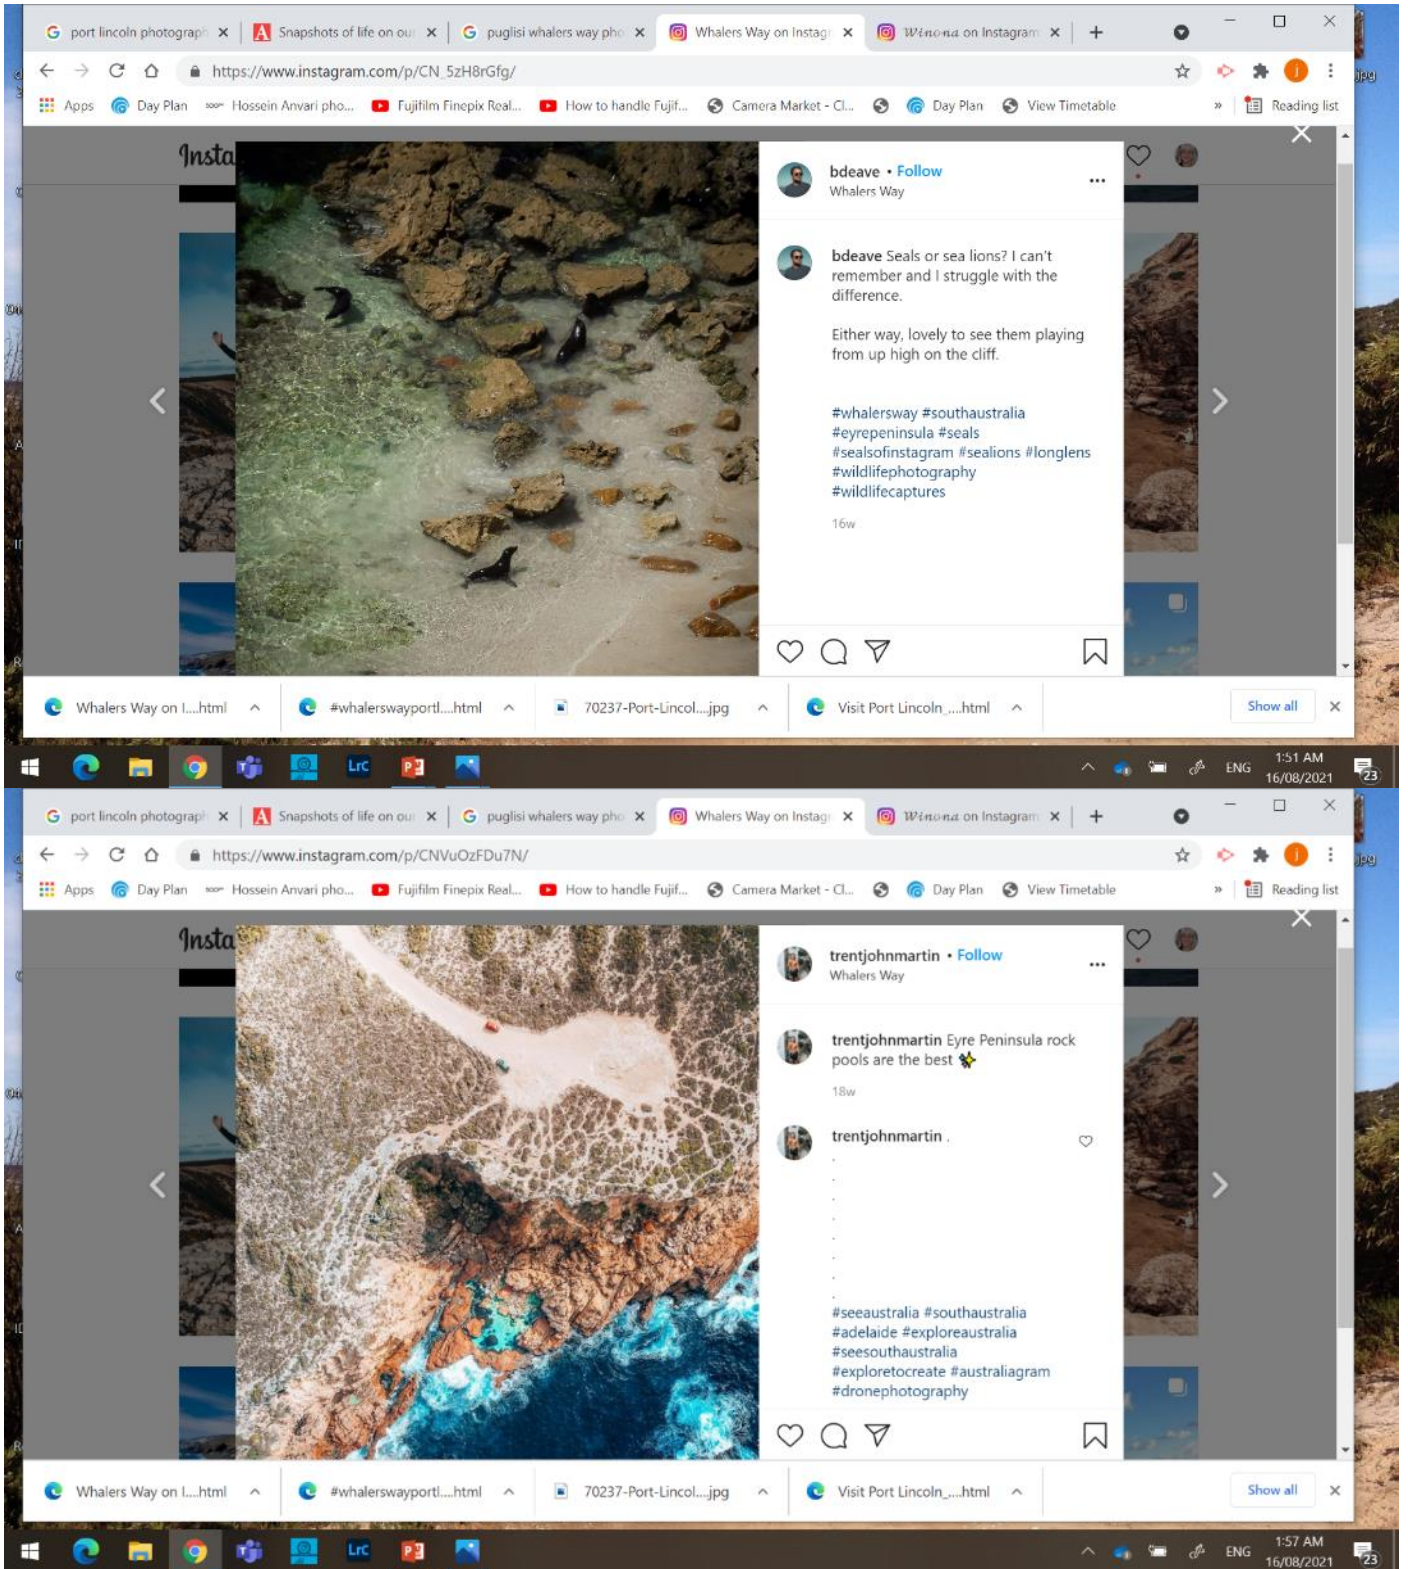 port lincoln photograph
Snapshots of life on our
puglisi whalers way pho
Whalers Way on Instagr
Winona on Instagram
https://www.instagram.com/p/CN_5zH8rGfg/
j
Apps
Day Plan
Hossein Anvari pho...
Fujifilm Finepix Real...
How to handle Fujif...
Camera Market - Cl...
Day Plan
View Timetable
»
Reading list
Insta
bdeave • Follow
Whalers Way
bdeave Seals or sea lions? I can't
remember and I struggle with the
difference.
Either way, lovely to see them playing
from up high on the cliff.
#whalersway #southaustralia
#eyrepeninsula #seals
#sealsofinstagram #sealions #longlens
#wildlifephotography
#wildlifecaptures
16w
Whalers Way on I....html
#whalerswayportl....html
70237-Port-Lincol....jpg
Visit Port Lincoln_....html
Show all
LrC
ENG
1:51 AM
16/08/2021
23
port lincoln photograph
Snapshots of life on our
puglisi whalers way pho
Whalers Way on Instagr
Winona on Instagram
https://www.instagram.com/p/CNVuOzFDu7N/
j
Apps
Day Plan
Hossein Anvari pho...
Fujifilm Finepix Real...
How to handle Fujif...
Camera Market - Cl...
Day Plan
View Timetable
»
Reading list
Insta
trentjohnmartin • Follow
Whalers Way
trentjohnmartin Eyre Peninsula rock
pools are the best ✨
18w
trentjohnmartin .
.
.
.
.
.
.
.
.
#seeaustralia #southaustralia
#adelaide #exploreaustralia
#seesouthaustralia
#exploretocreate #australiagram
#dronephotography
Whalers Way on I....html
#whalerswayportl....html
70237-Port-Lincol....jpg
Visit Port Lincoln_....html
Show all
LrC
ENG
1:57 AM
16/08/2021
23